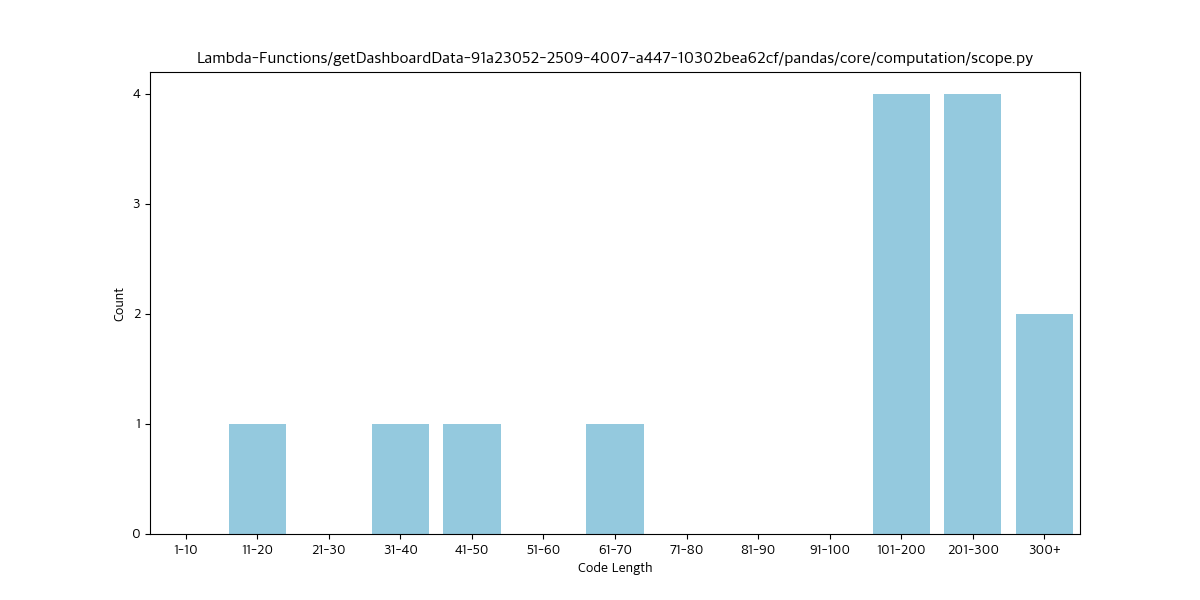 Lambda-Functions/getDashboardData-91a23052-2509-4007-a447-10302bea62cf/pandas/core/computation/scope.py
4
3
2
1
0
Count
1-10 11-20 21-30 31-40 41-50 51-60 61-70 71-80 81-90 91-100 101-200 201-300 300+
Code Length